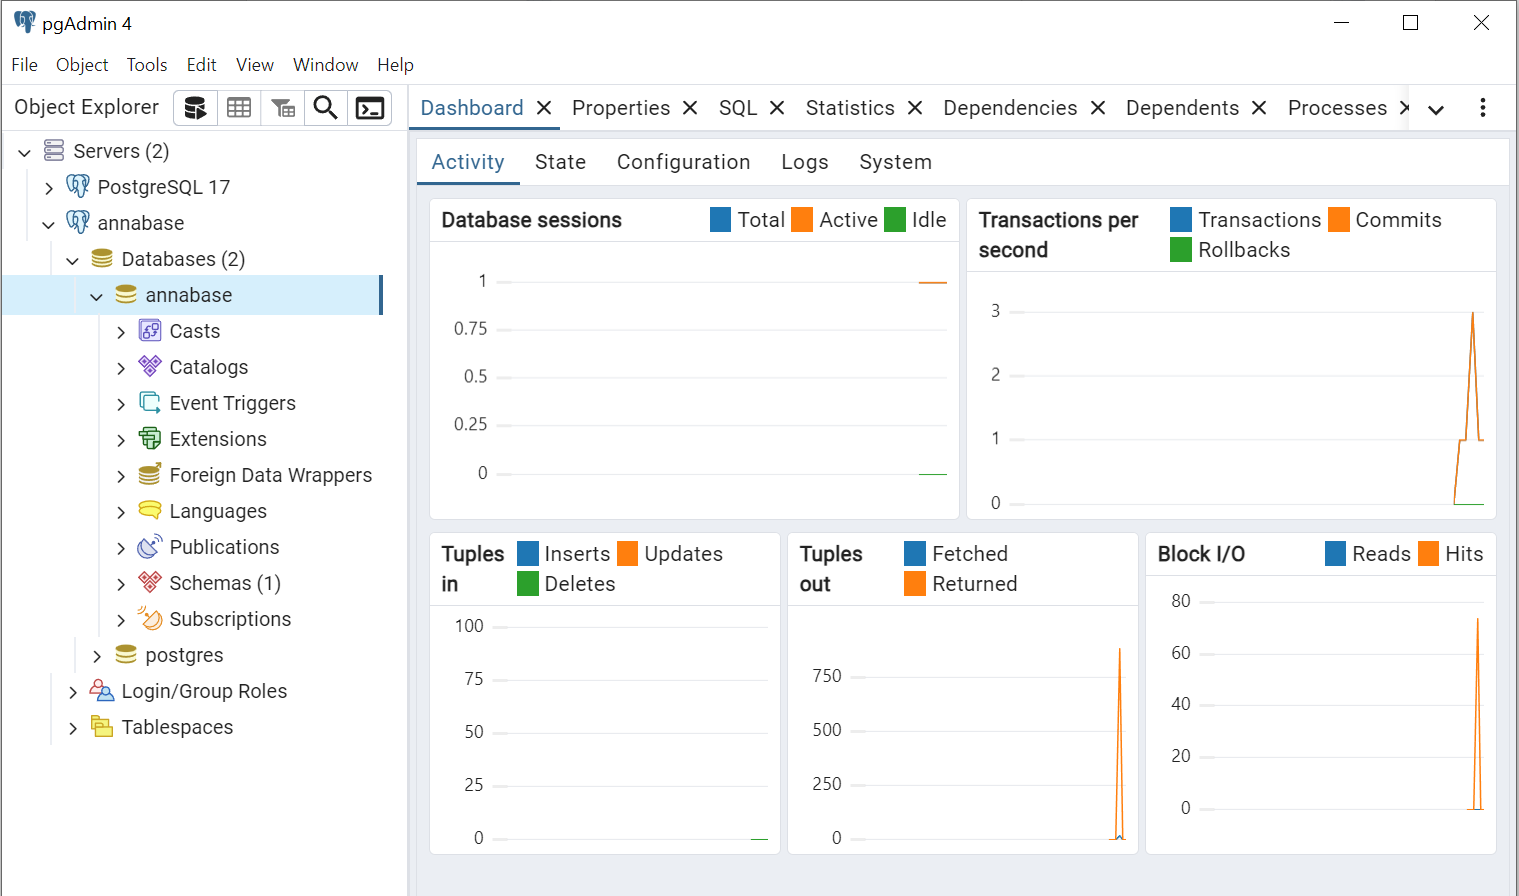 pgAdmin 4
File Object Tools Edit View Window Help
Object Explorer
Servers (2)
PostgreSQL 17
annabase
Databases (2)
annabase
Casts
Catalogs
Event Triggers
Extensions
Foreign Data Wrappers
Languages
Publications
Schemas (1)
Subscriptions
postgres
Login/Group Roles
Tablespaces
Dashboard Properties SQL Statistics Dependencies Dependents Processes
Activity State Configuration Logs System
Database sessions Total Active Idle
1
0.75
0.5
0.25
0
Transactions per second Transactions Commits
Rollbacks
3
2
1
0
Tuples in Inserts Updates
Deletes
100
75
50
25
0
Tuples out Fetched
Returned
750
500
250
0
Block I/O Reads Hits
80
60
40
20
0